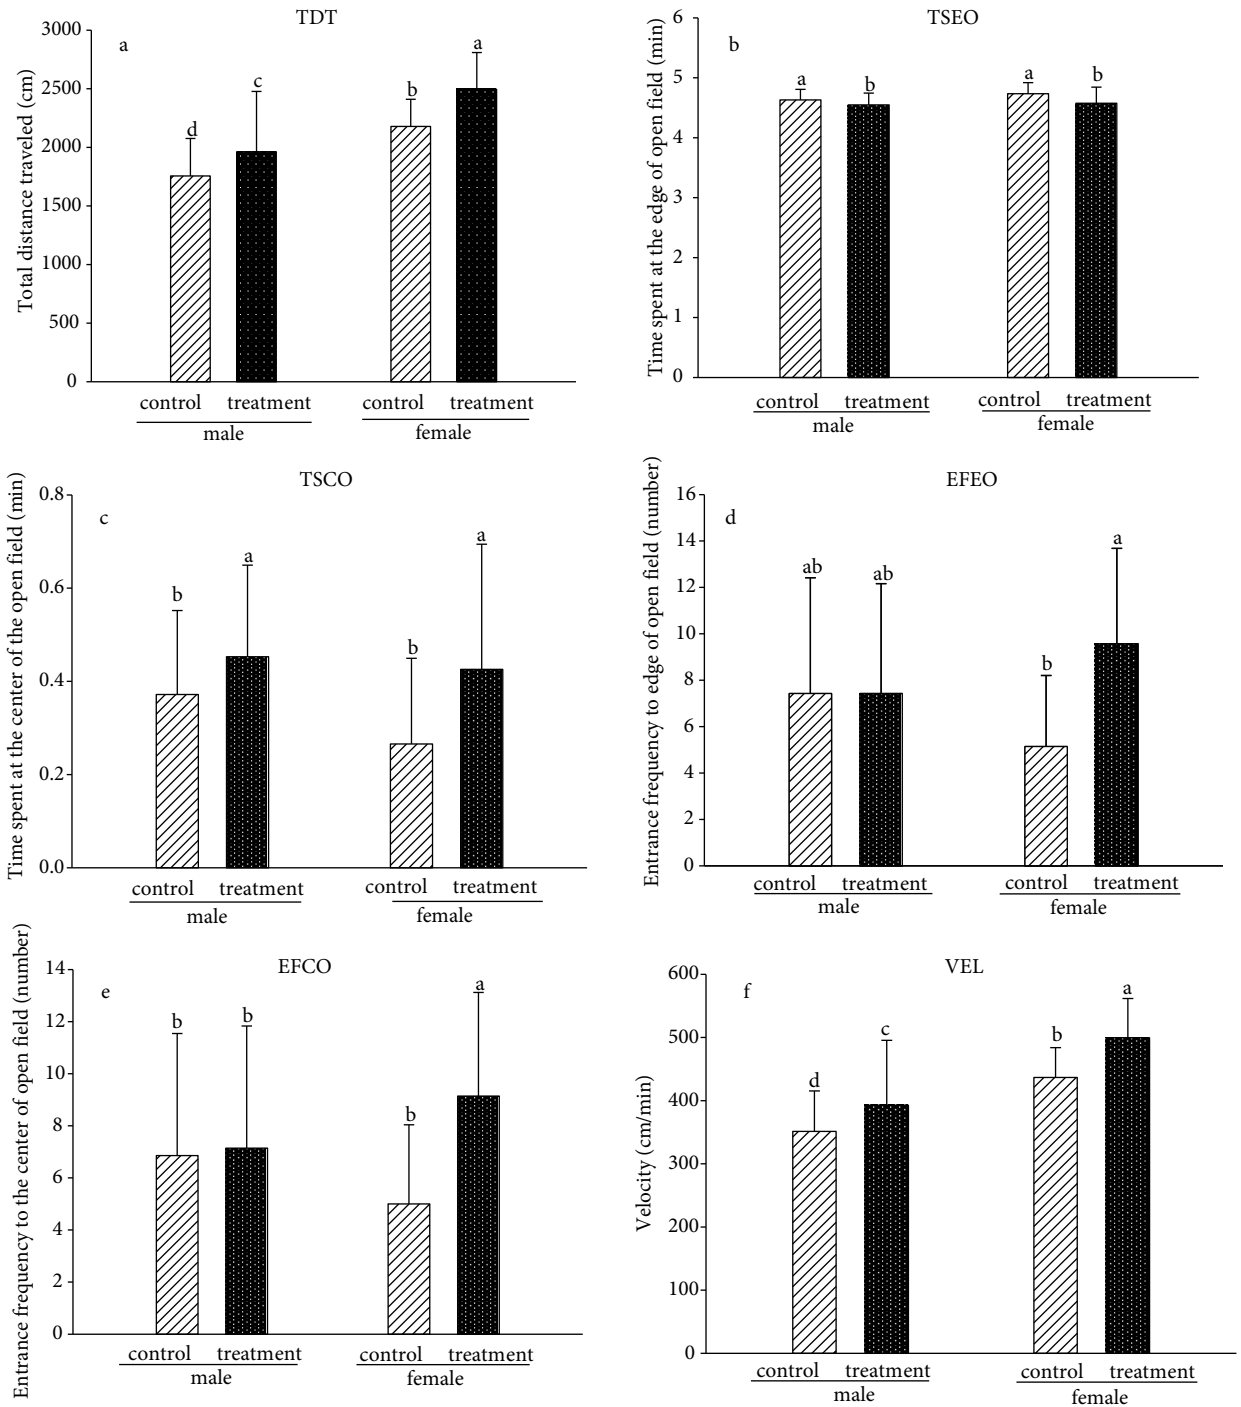 TDT
a
Total distance traveled (cm)
3000
2500
2000
1500
1000
500
0
d
c
b
a
control treatment control treatment
male female
TSEO
b
Time spent at the edge of open field (min)
6
5
4
3
2
1
0
a
b
a
b
control treatment control treatment
male female
TSCO
c
Time spent at the center of the open field (min)
0.8
0.6
0.4
0.2
0.0
b
a
b
a
control treatment control treatment
male female
EFEO
d
Entrance frequency to edge of open field (number)
16
14
12
10
8
6
4
2
0
ab
ab
b
a
control treatment control treatment
male female
EFCO
e
Entrance frequency to the center of open field (number)
14
12
10
8
6
4
2
0
b
b
b
a
control treatment control treatment
male female
VEL
f
Velocity (cm/min)
600
500
400
300
200
100
0
d
c
b
a
control treatment control treatment
male female